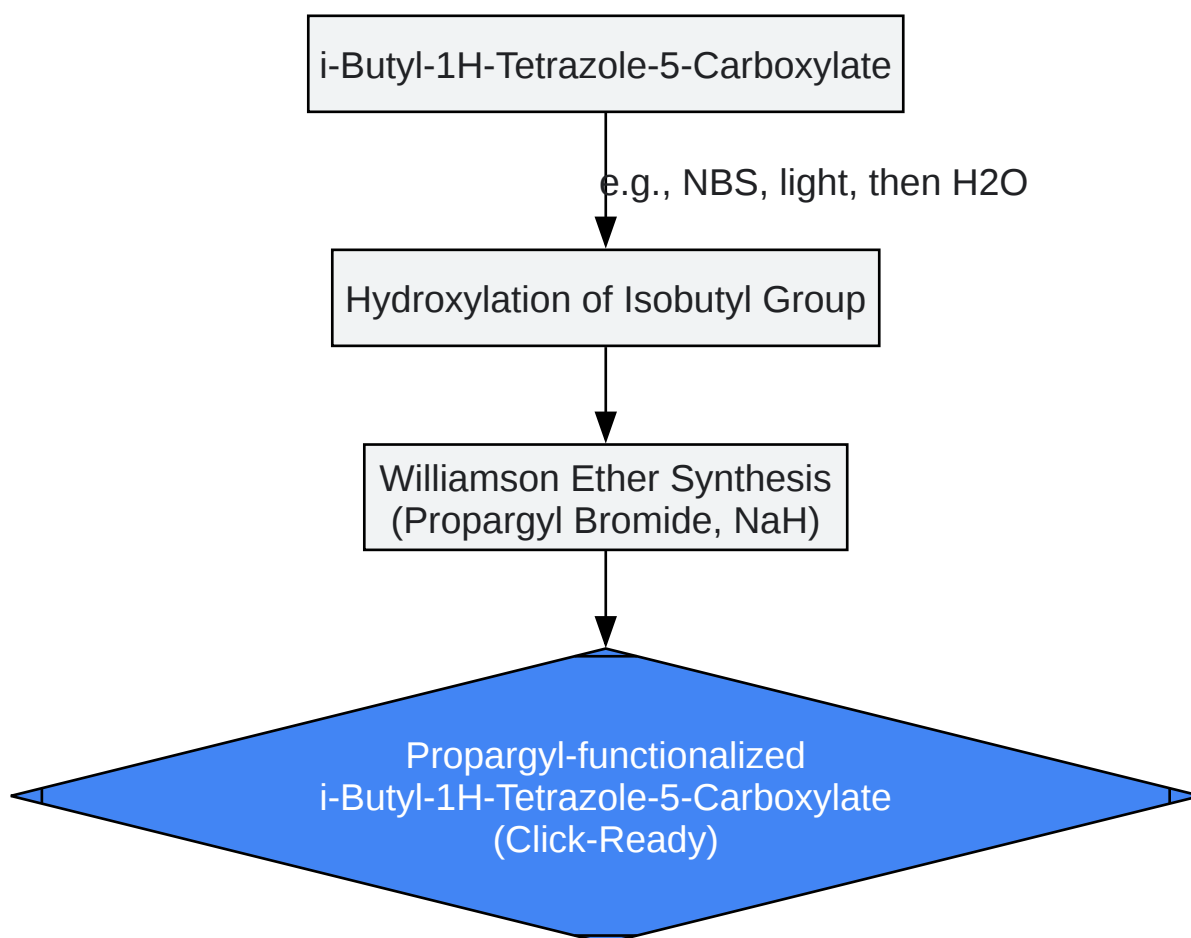 i-Butyl-1H-Tetrazole-5-Carboxylate
e.g., NBS, light, then H2O
Hydroxylation of Isobutyl Group
Williamson Ether Synthesis
(Propargyl Bromide, NaH)
Propargyl-functionalized
i-Butyl-1H-Tetrazole-5-Carboxylate
(Click-Ready)